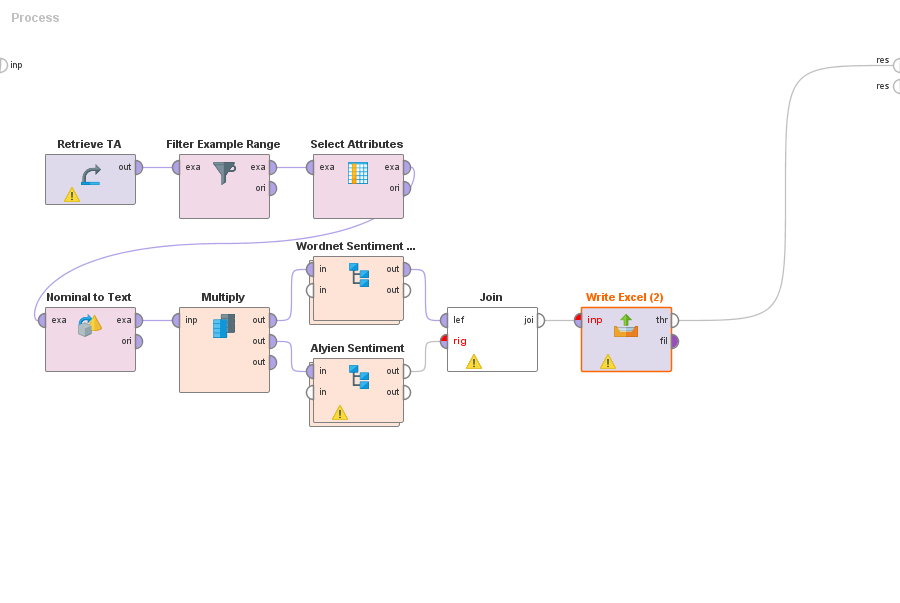 Process
inp
res
res
Retrieve TA
out
Filter Example Range
exa exa
ori
Select Attributes
exa exa
ori
Nominal to Text
exa exa
ori
Multiply
inp out
out
out
Wordnet Sentiment ...
in out
in out
Alyien Sentiment
in out
in out
Join
lef joi
rig
Write Excel (2)
inp thr
fil